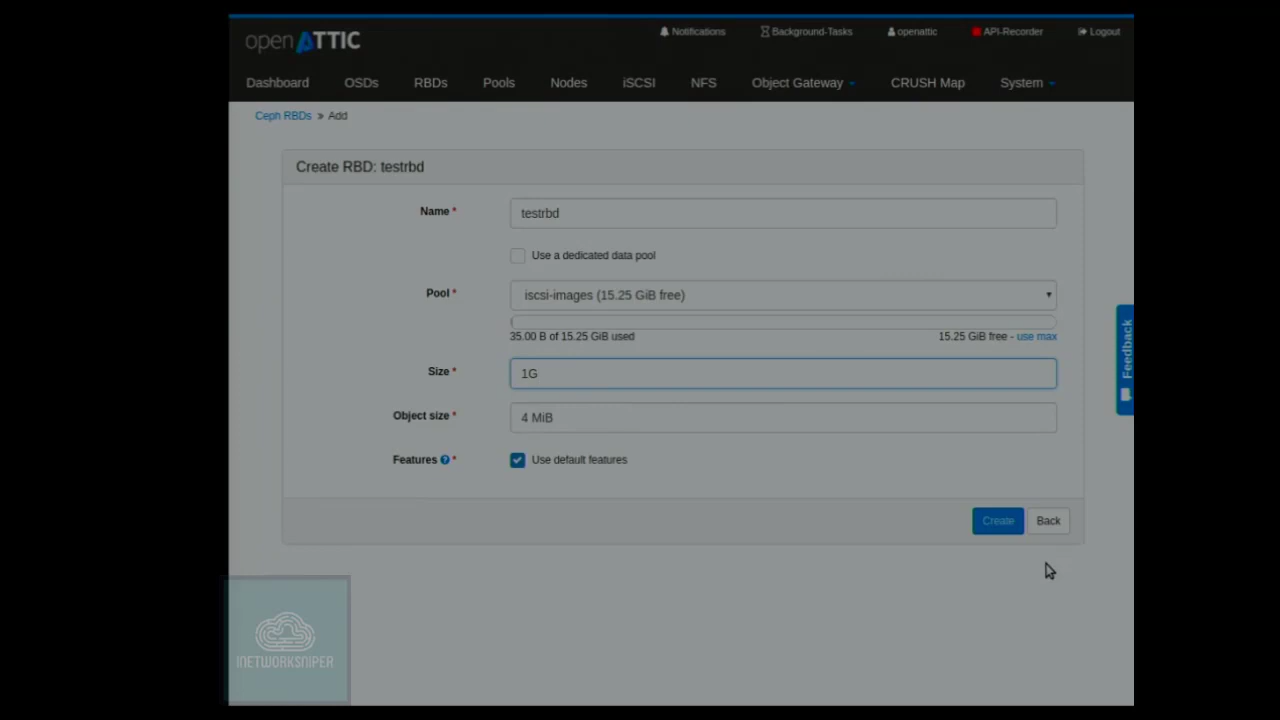 openATTIC
Notifications Background-Tasks openattic API-Recorder Logout
Dashboard OSDs RBDs Pools Nodes iSCSI NFS Object Gateway CRUSH Map System
Ceph RBDs » Add
Create RBD: testrbd
Name *
testrbd
Use a dedicated data pool
Pool *
iscsi-images (15.25 GiB free)
35.00 B of 15.25 GiB used
15.25 GiB free - use max
Size *
1G
Object size *
4 MiB
Features *
Use default features
Create Back
Feedback
INETWORKSNIPER